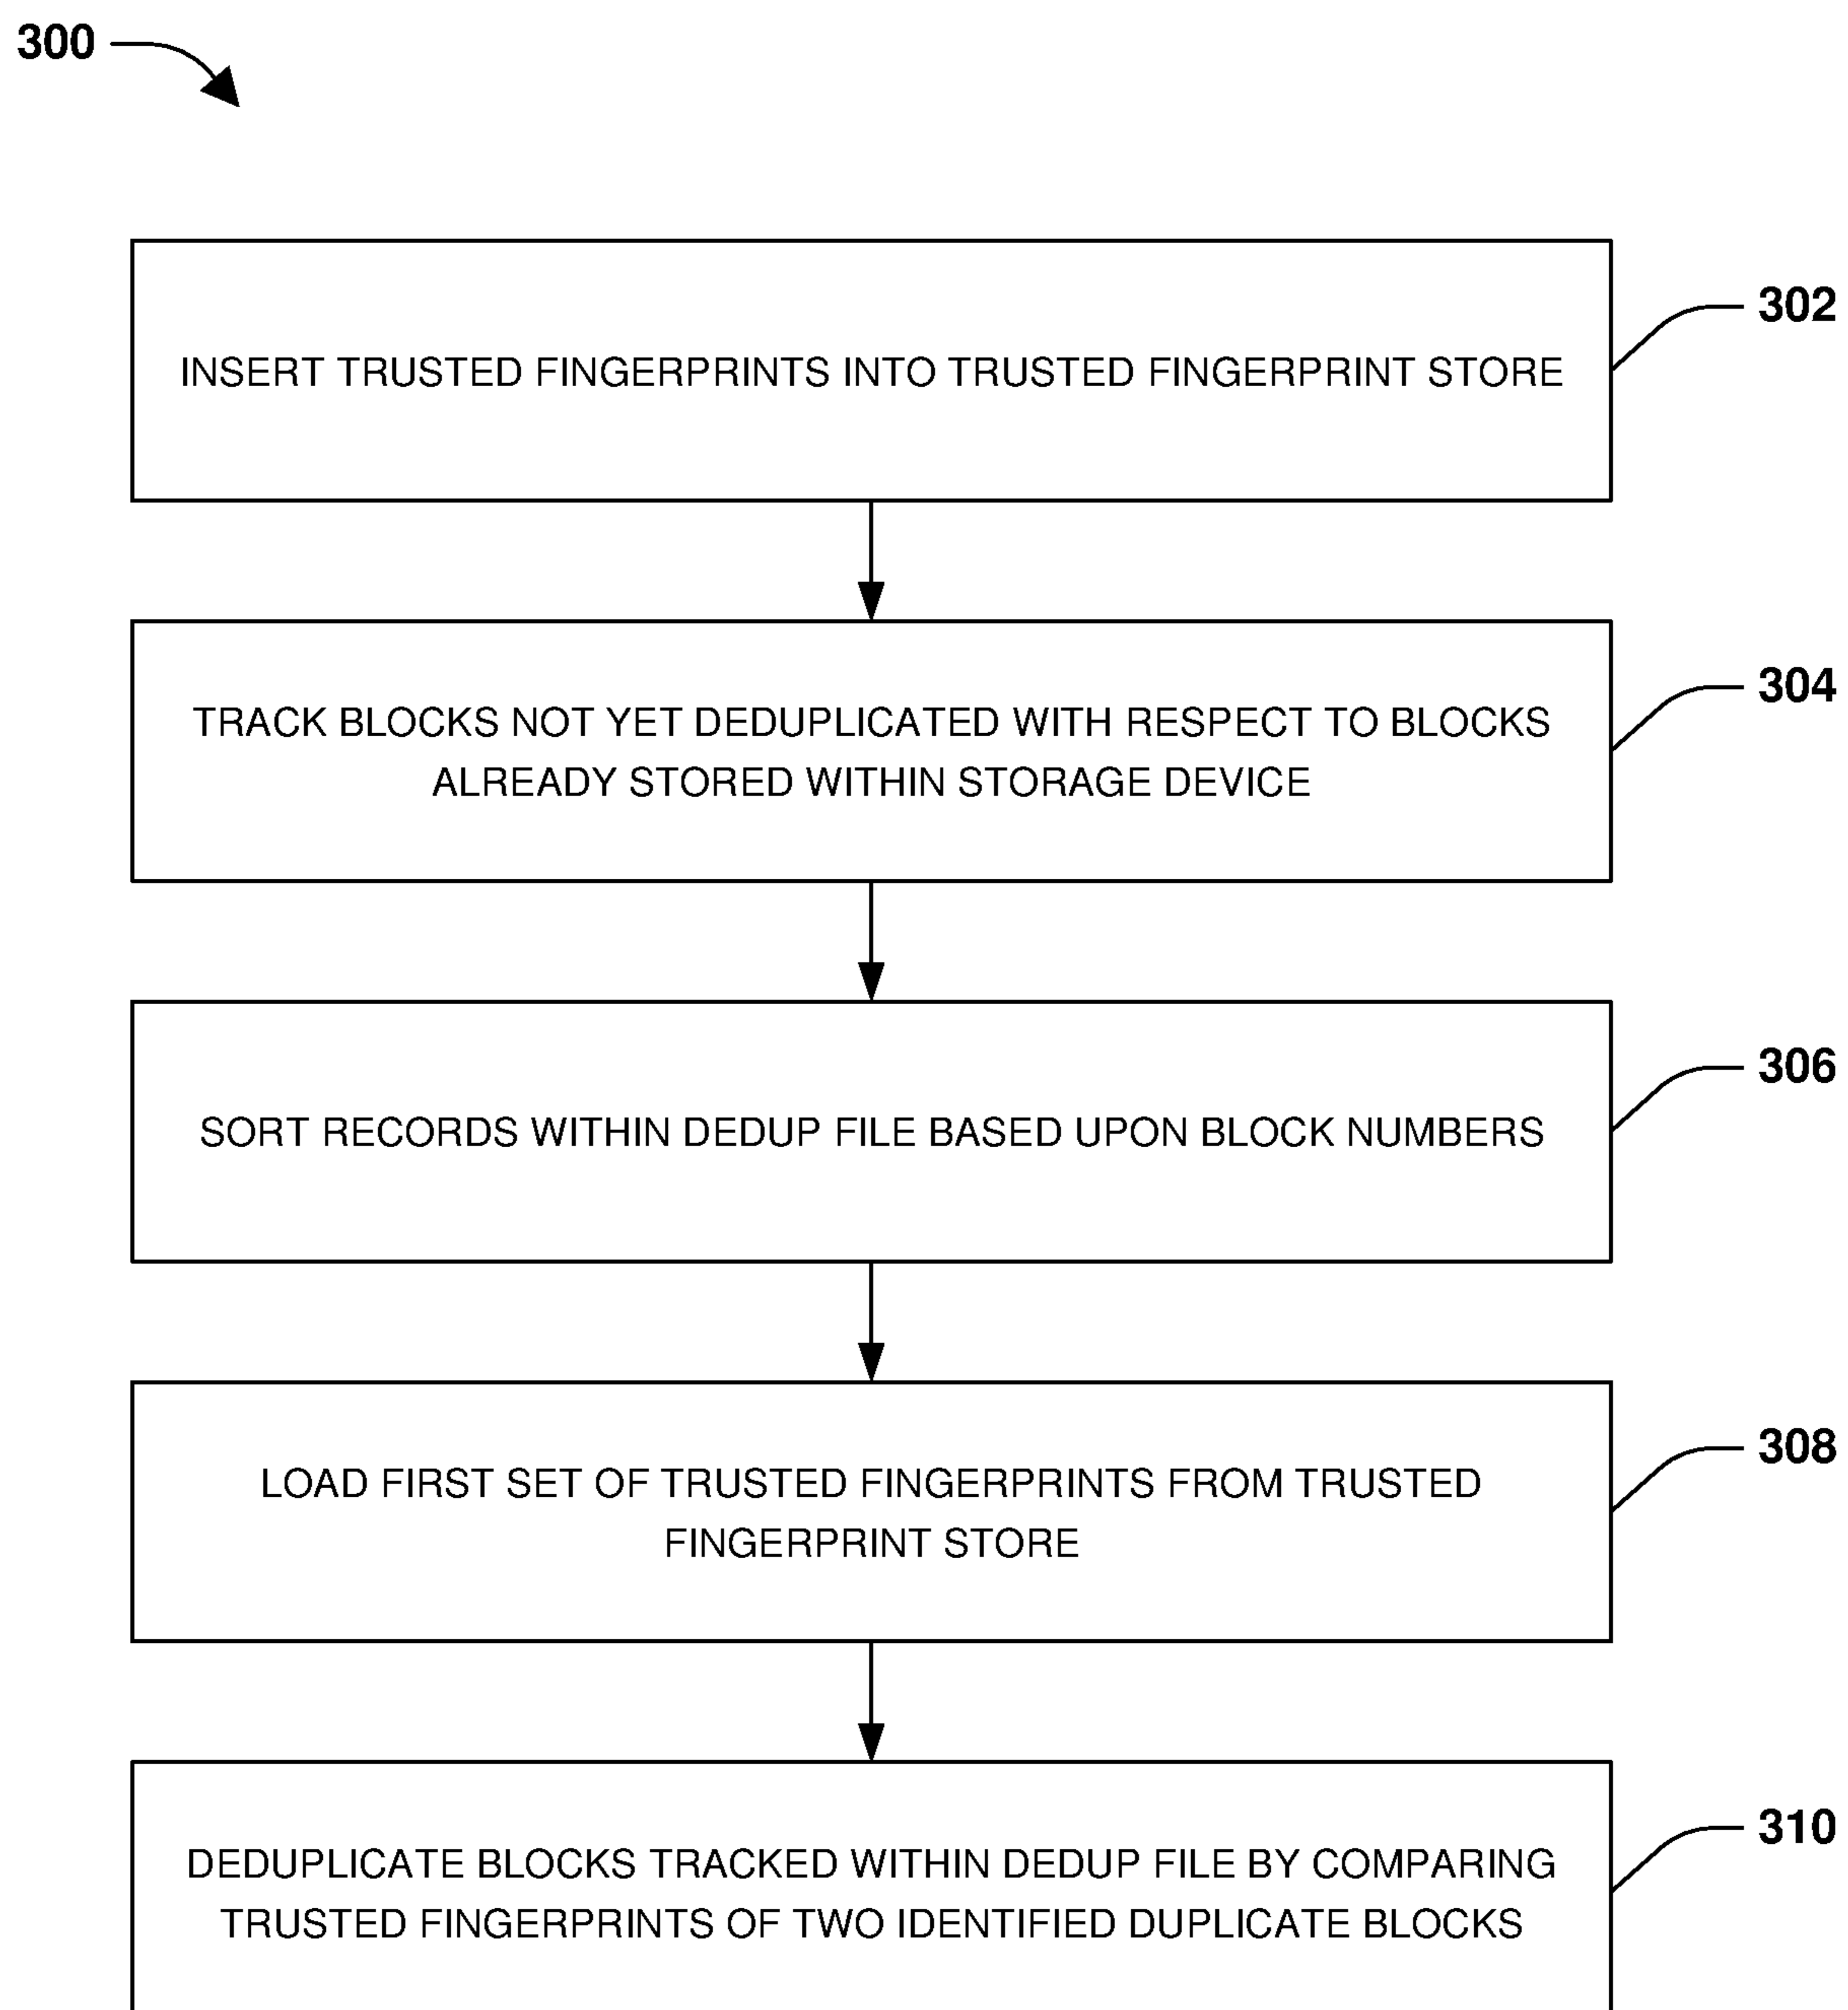 300
INSERT TRUSTED FINGERPRINTS INTO TRUSTED FINGERPRINT STORE
302
TRACK BLOCKS NOT YET DEDUPLICATED WITH RESPECT TO BLOCKS
ALREADY STORED WITHIN STORAGE DEVICE
304
SORT RECORDS WITHIN DEDUP FILE BASED UPON BLOCK NUMBERS
306
LOAD FIRST SET OF TRUSTED FINGERPRINTS FROM TRUSTED
FINGERPRINT STORE
308
DEDUPLICATE BLOCKS TRACKED WITHIN DEDUP FILE BY COMPARING
TRUSTED FINGERPRINTS OF TWO IDENTIFIED DUPLICATE BLOCKS
310